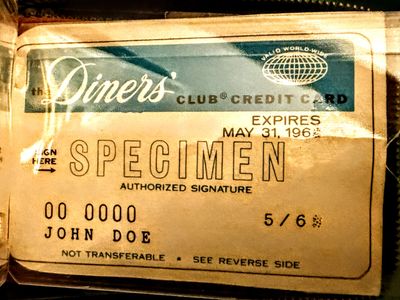 VALID WORLD-WIDE
the Diners'
CLUB® CREDIT CARD
EXPIRES
MAY 31,
SIGN
HERE
SPECIMEN
AUTHORIZED SIGNATURE
00 0000
JOHN DOE
NOT TRANSFERABLE • SEE REVERSE SIDE